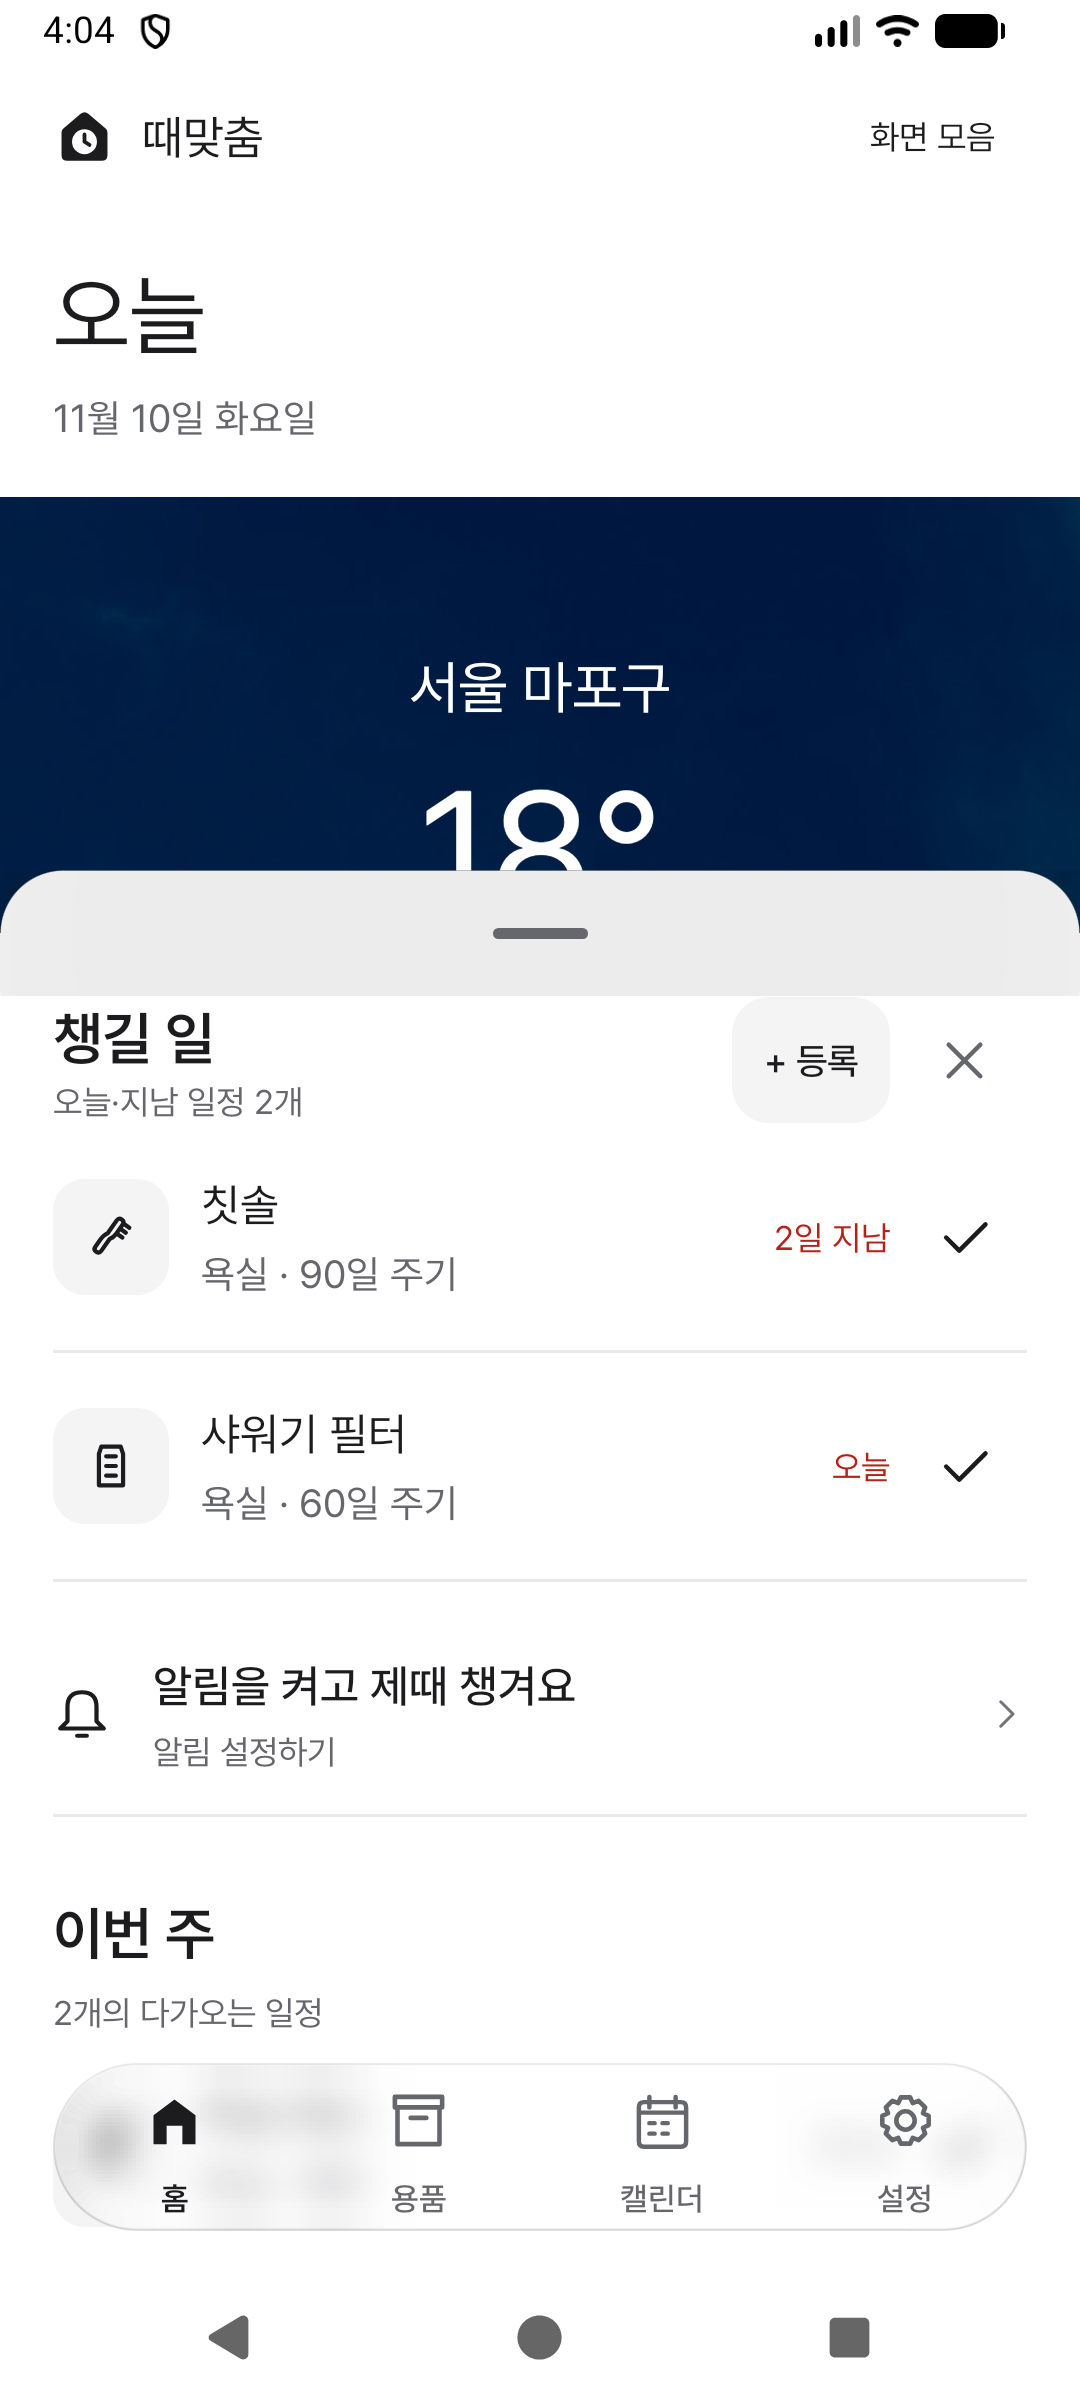 4:04
때맞춤
화면 모음
오늘
11월 10일 화요일
서울 마포구
18°
챙길 일
+ 등록
오늘·지남 일정 2개
칫솔
2일 지남
욕실 · 90일 주기
샤워기 필터
오늘
욕실 · 60일 주기
알림을 켜고 제때 챙겨요
알림 설정하기
이번 주
2개의 다가오는 일정
홈
용품
캘린더
설정